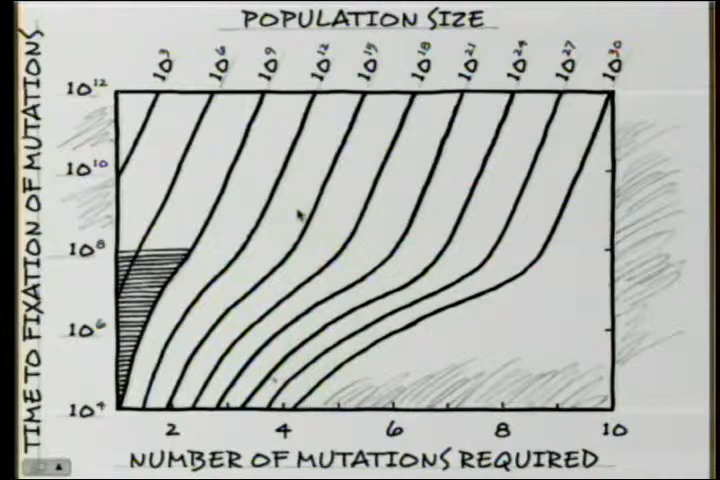 POPULATION SIZE
10³ 10⁶ 10⁹ 10¹² 10¹⁵ 10¹⁸ 10²¹ 10²⁴ 10²⁷ 10³⁰
TIME TO FIXATION OF MUTATIONS
10¹²
10¹⁰
10⁸
10⁶
10⁴
2 4 6 8 10
NUMBER OF MUTATIONS REQUIRED